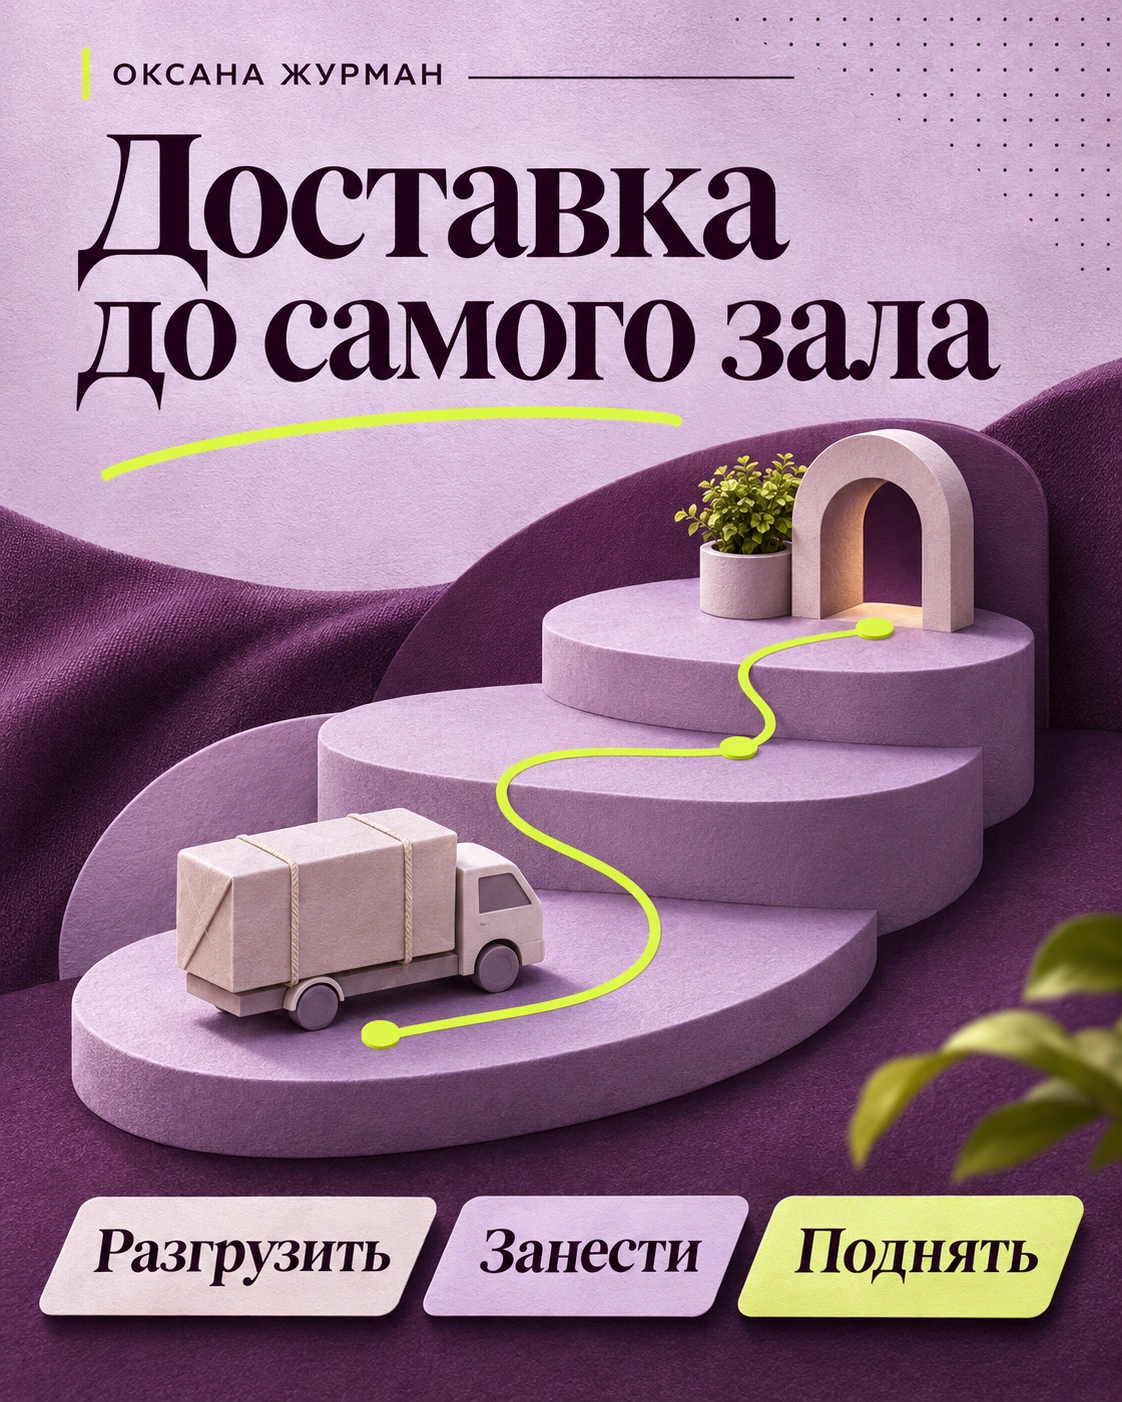 ОКСАНА ЖУРМАН
Доставка
до самого зала
Разгрузить
Занести
Поднять